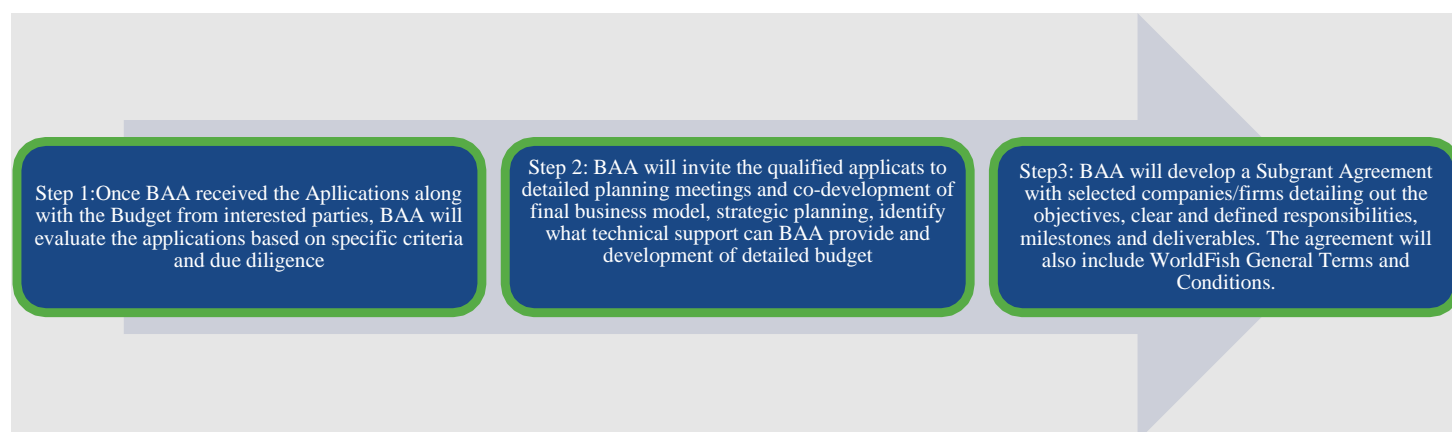 Step 1:Once BAA received the Apllications along
with the Budget from interested parties, BAA will
evaluate the applications based on specific criteria
and due diligence
Step 2: BAA will invite the qualified applicats to
detailed planning meetings and co-development of
final business model, strategic planning, identify
what technical support can BAA provide and
development of detailed budget
Step3: BAA will develop a Subgrant Agreement
with selected companies/firms detailing out the
objectives, clear and defined responsibilities,
milestones and deliverables. The agreement will
also include WorldFish General Terms and
Conditions.